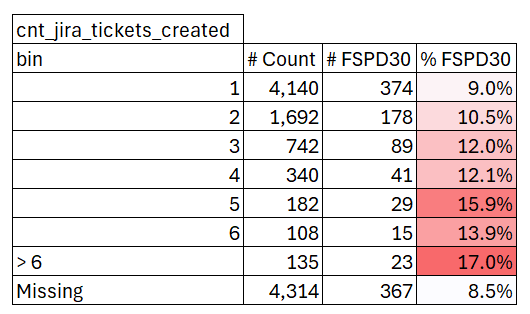 cnt_jira_tickets_created
bin # Count # FSPD30 % FSPD30
1 4,140 374 9.0%
2 1,692 178 10.5%
3 742 89 12.0%
4 340 41 12.1%
5 182 29 15.9%
6 108 15 13.9%
> 6 135 23 17.0%
Missing 4,314 367 8.5%